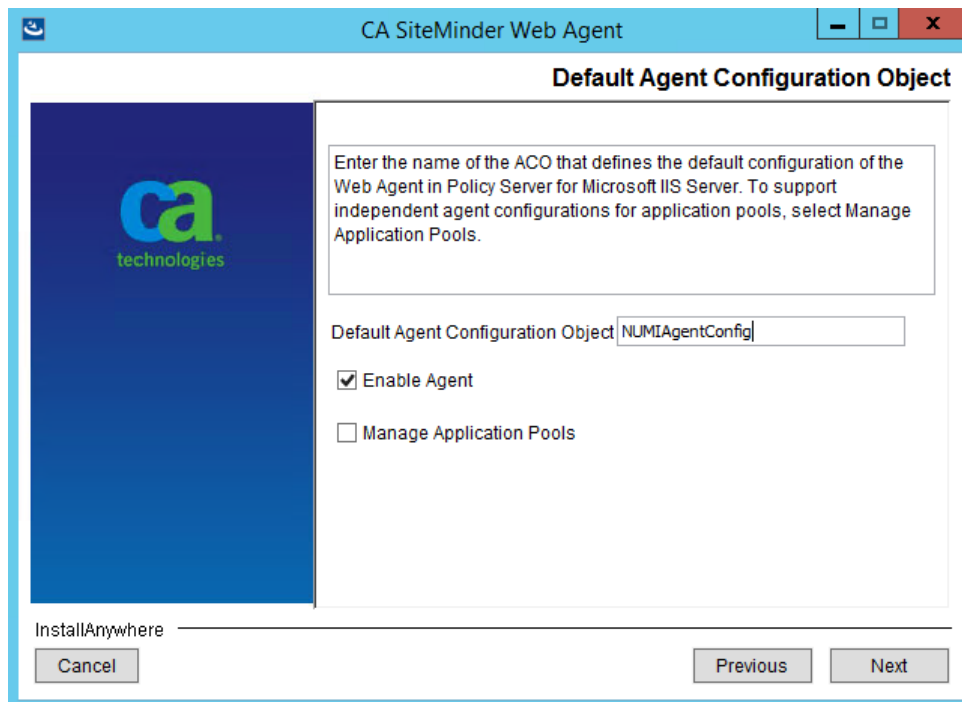 CA SiteMinder Web Agent
Default Agent Configuration Object
ca
technologies
Enter the name of the ACO that defines the default configuration of the
Web Agent in Policy Server for Microsoft IIS Server. To support
independent agent configurations for application pools, select Manage
Application Pools.
Default Agent Configuration Object NUMIAgentConfig
Enable Agent
Manage Application Pools
InstallAnywhere
Cancel Previous Next